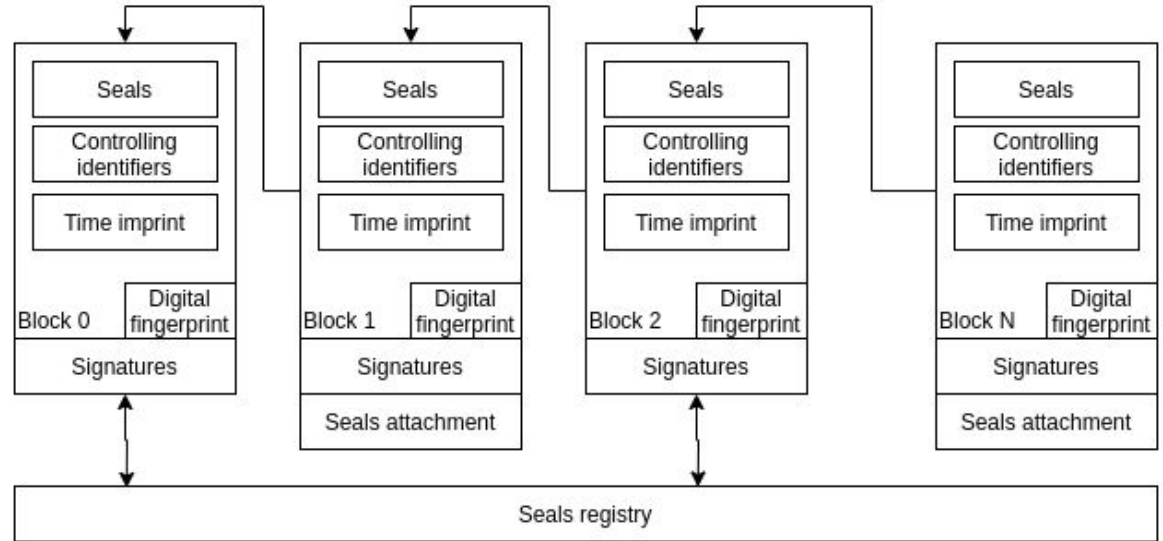 Seals
Controlling
identifiers
Time imprint
Block 0
Digital
fingerprint
Signatures
Seals
Controlling
identifiers
Time imprint
Block 1
Digital
fingerprint
Signatures
Seals attachment
Seals
Controlling
identifiers
Time imprint
Block 2
Digital
fingerprint
Signatures
Seals
Controlling
identifiers
Time imprint
Block N
Digital
fingerprint
Signatures
Seals attachment
Seals registry